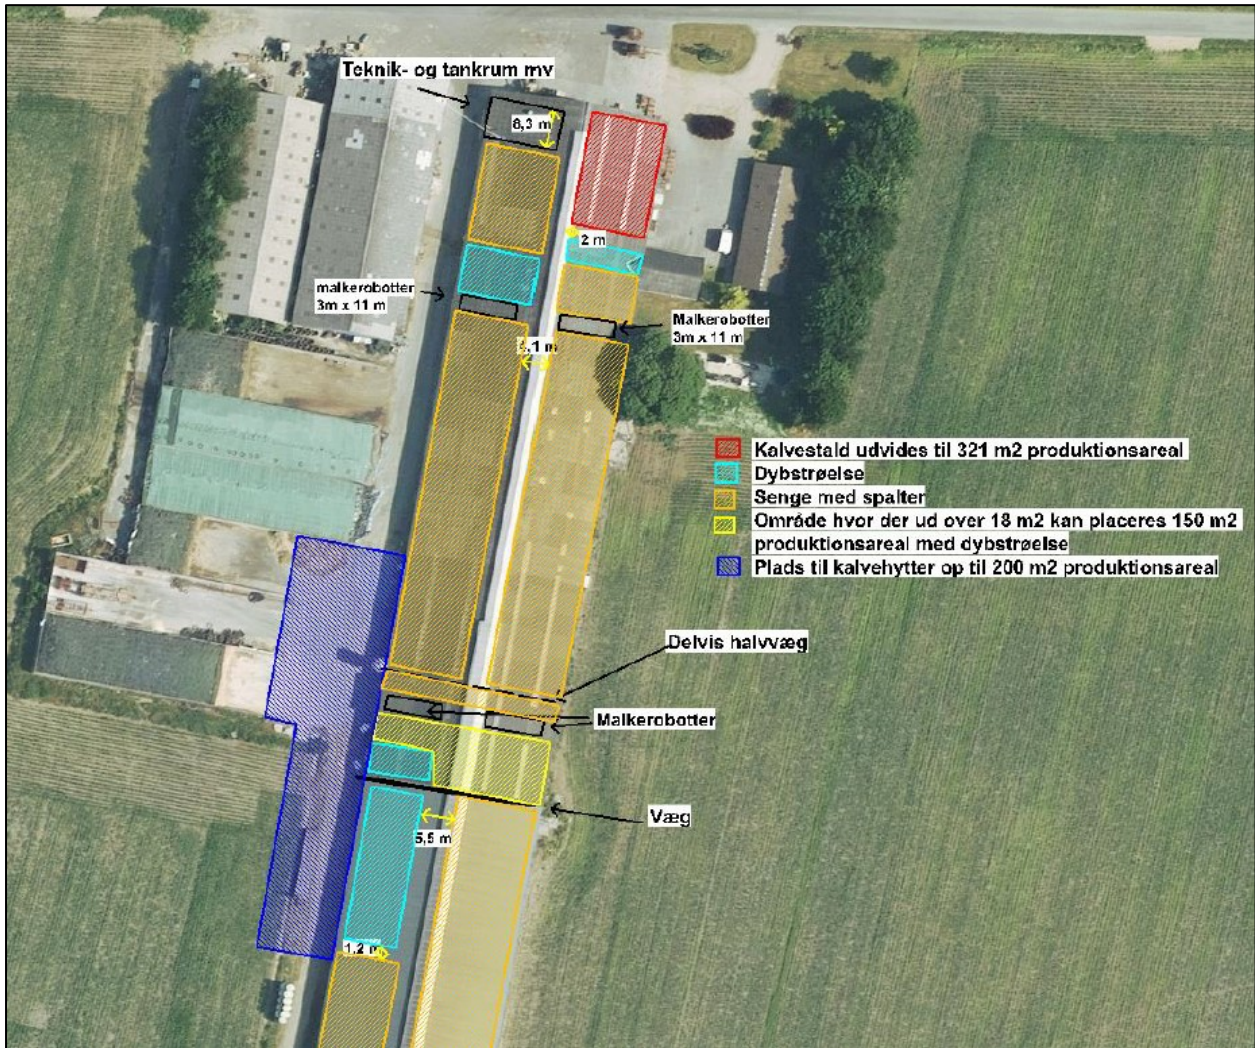 Teknik- og tankrum mv
8,3 m
2 m
malkerobotter
3m x 11 m
Malkerobotter
3m x 11 m
4,1 m
Kalvestald udvides til 321 m2 produktionsareal
Dybstrøelse
Senge med spalter
Område hvor der ud over 18 m2 kan placeres 150 m2
produktionsareal med dybstrøelse
Plads til kalvehytter op til 200 m2 produktionsareal
Delvis halvvæg
Malkerobotter
Væg
5,5 m
1,2 m